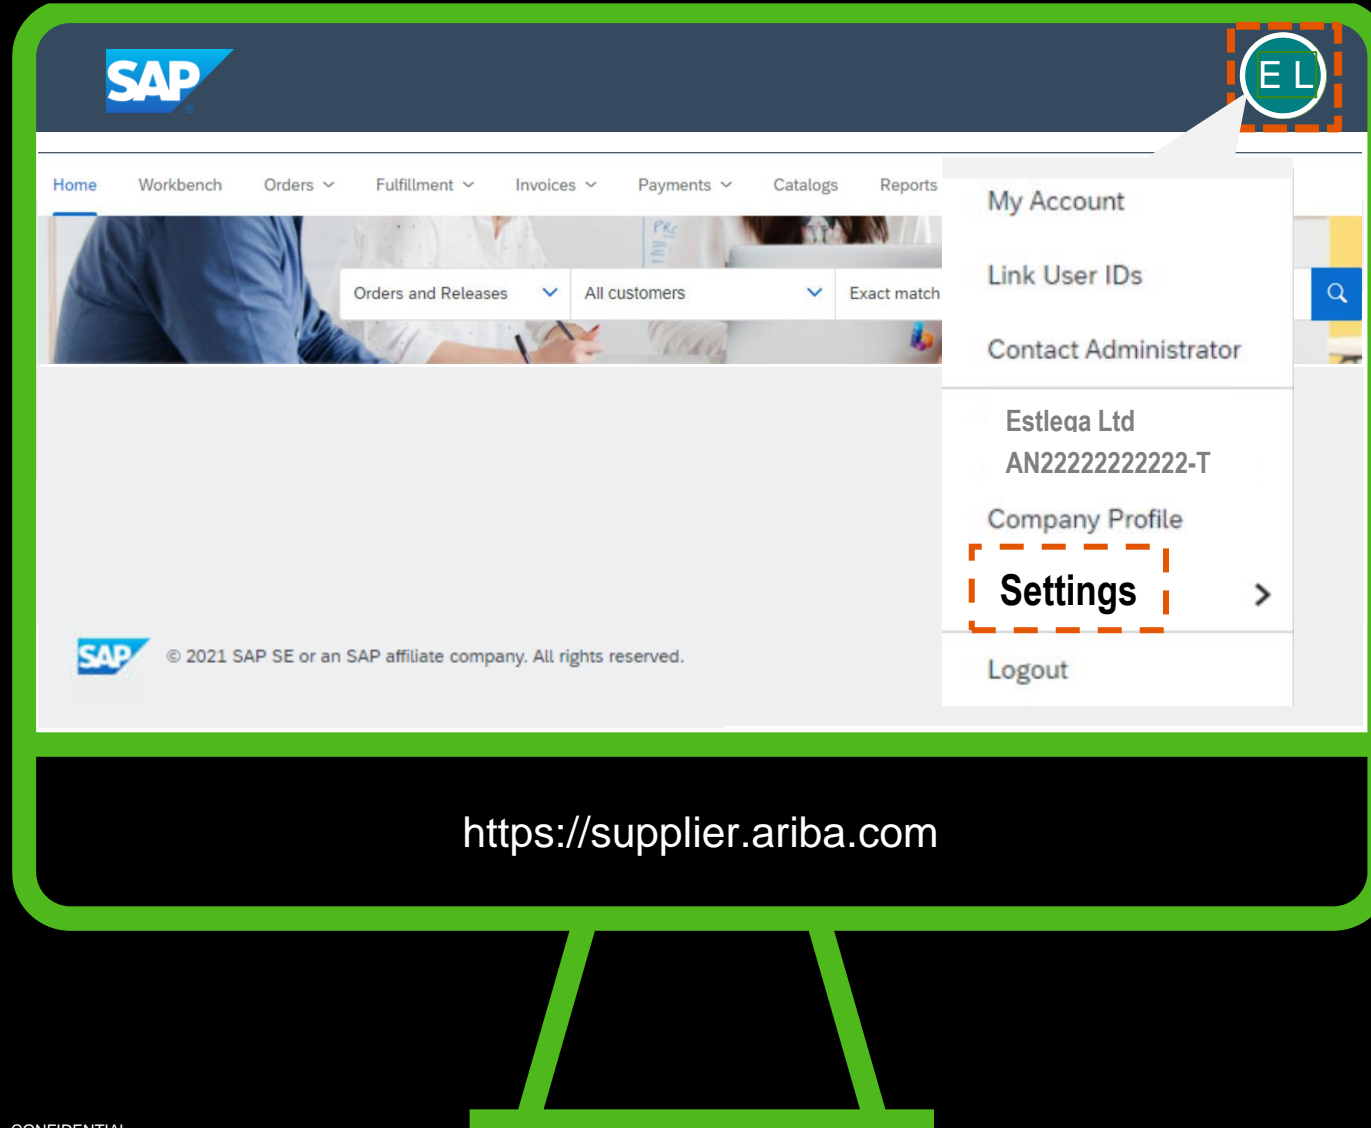 SAP
E L
Home Workbench Orders Fulfillment Invoices Payments Catalogs Reports
Orders and Releases All customers Exact match
My Account
Link User IDs
Contact Administrator
Estlega Ltd
AN22222222222-T
Company Profile
Settings
Logout
SAP © 2021 SAP SE or an SAP affiliate company. All rights reserved.
https://supplier.ariba.com
CONFIDENTIAL